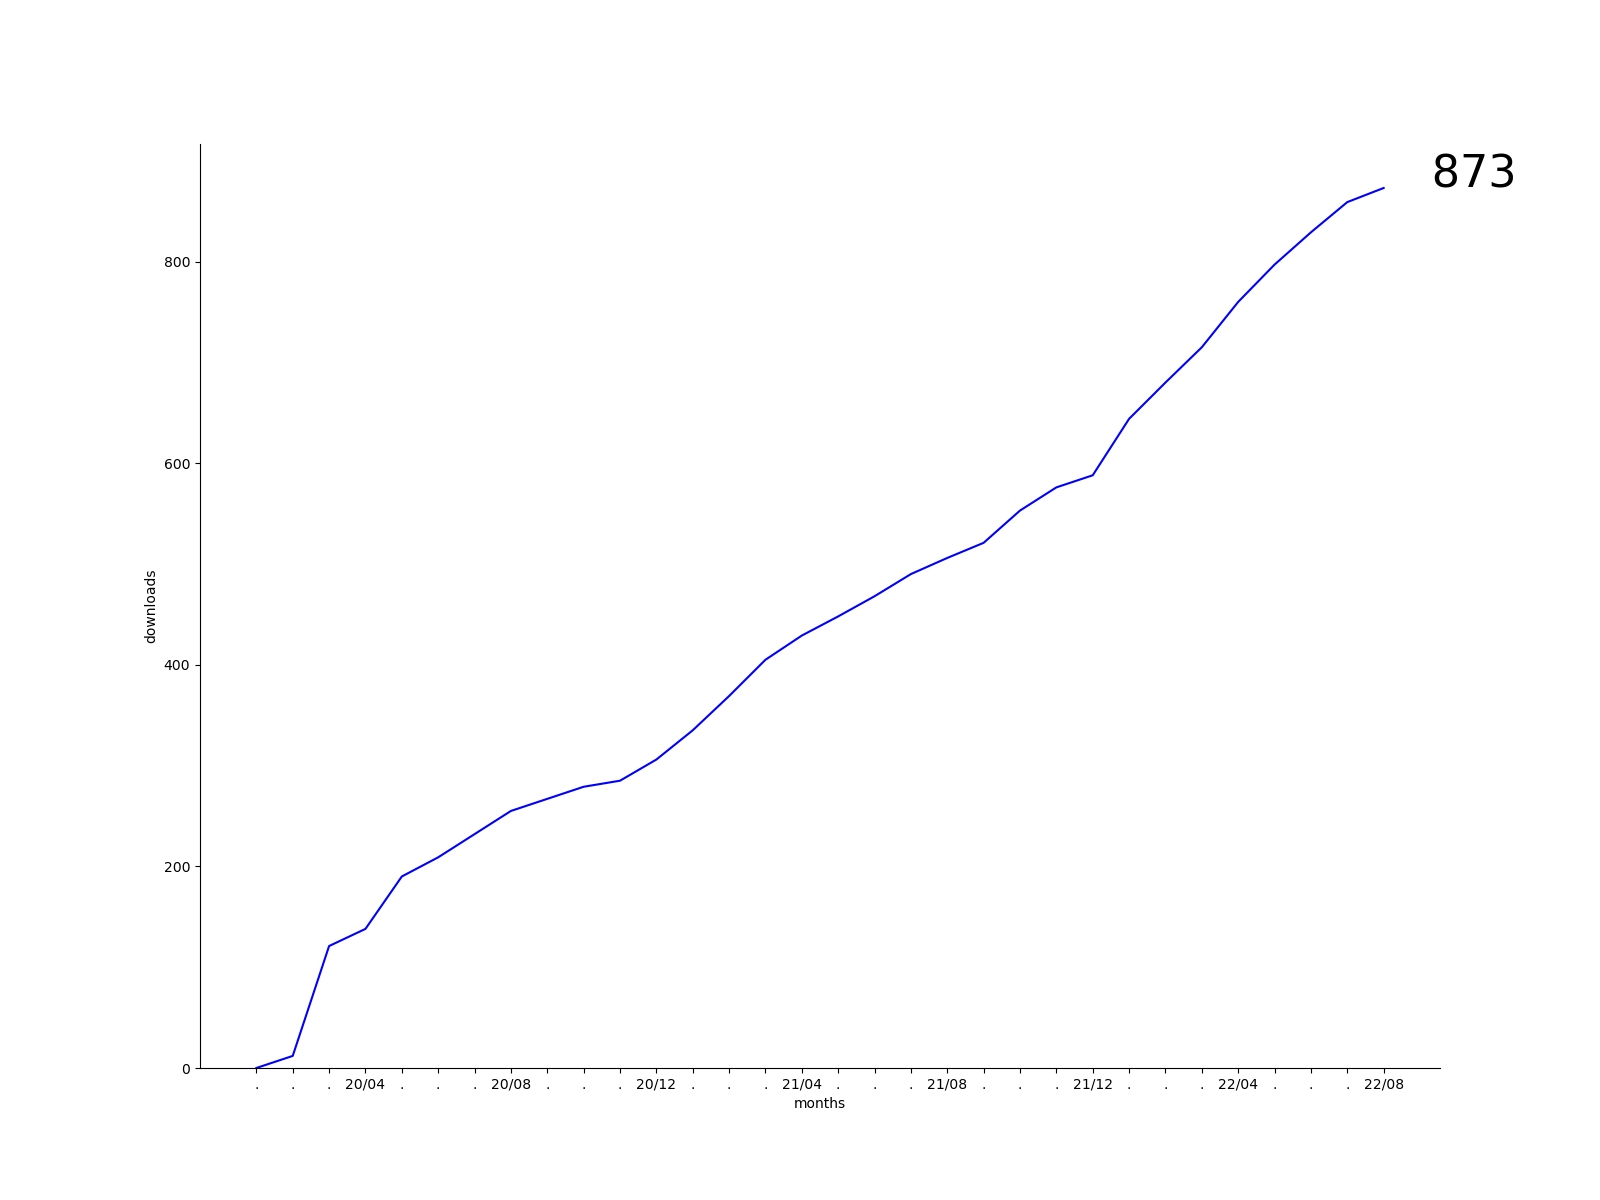 873
800
600
400
200
0
downloads
. . . 20/04 . . . 20/08 . . . 20/12 . . . 21/04 . . . 21/08 . . . 21/12 . . . 22/04 . . . 22/08
months